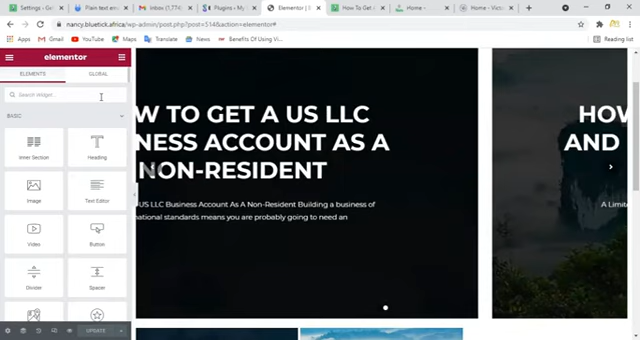 Settings - Gu
Plain text ema
Inbox (1,774)
Plugins ‹ My
Elementor |
How To Get A
Home -
Home - Victo
nancy.bluetick.africa/wp-admin/post.php?post=514&action=elementor#
Apps
Gmail
YouTube
Maps
Translate
News
Benefits Of Using Vi...
Reading list
elementor
ELEMENTS
GLOBAL
Search Widget...
BASIC
Inner Section
Heading
Image
Text Editor
Video
Button
Divider
Spacer
UPDATE
W TO GET A US LLC
NESS ACCOUNT AS A
NON-RESIDENT
US LLC Business Account As A Non-Resident Building a business of
national standards means you are probably going to need an
HOW
AND
A Limite